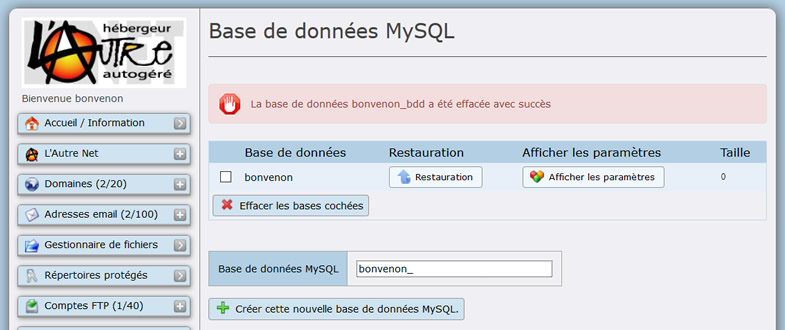 hébergeur
L'Autre
NET
autogéré
Bienvenue bonvenon
Accueil / Information
L'Autre Net
Domaines (2/20)
Adresses email (2/100)
Gestionnaire de fichiers
Répertoires protégés
Comptes FTP (1/40)
Base de données MySQL
La base de données bonvenon_bdd a été effacée avec succès
Base de données Restauration Afficher les paramètres Taille
bonvenon Restauration Afficher les paramètres 0
Effacer les bases cochées
Base de données MySQL bonvenon_
Créer cette nouvelle base de données MySQL.